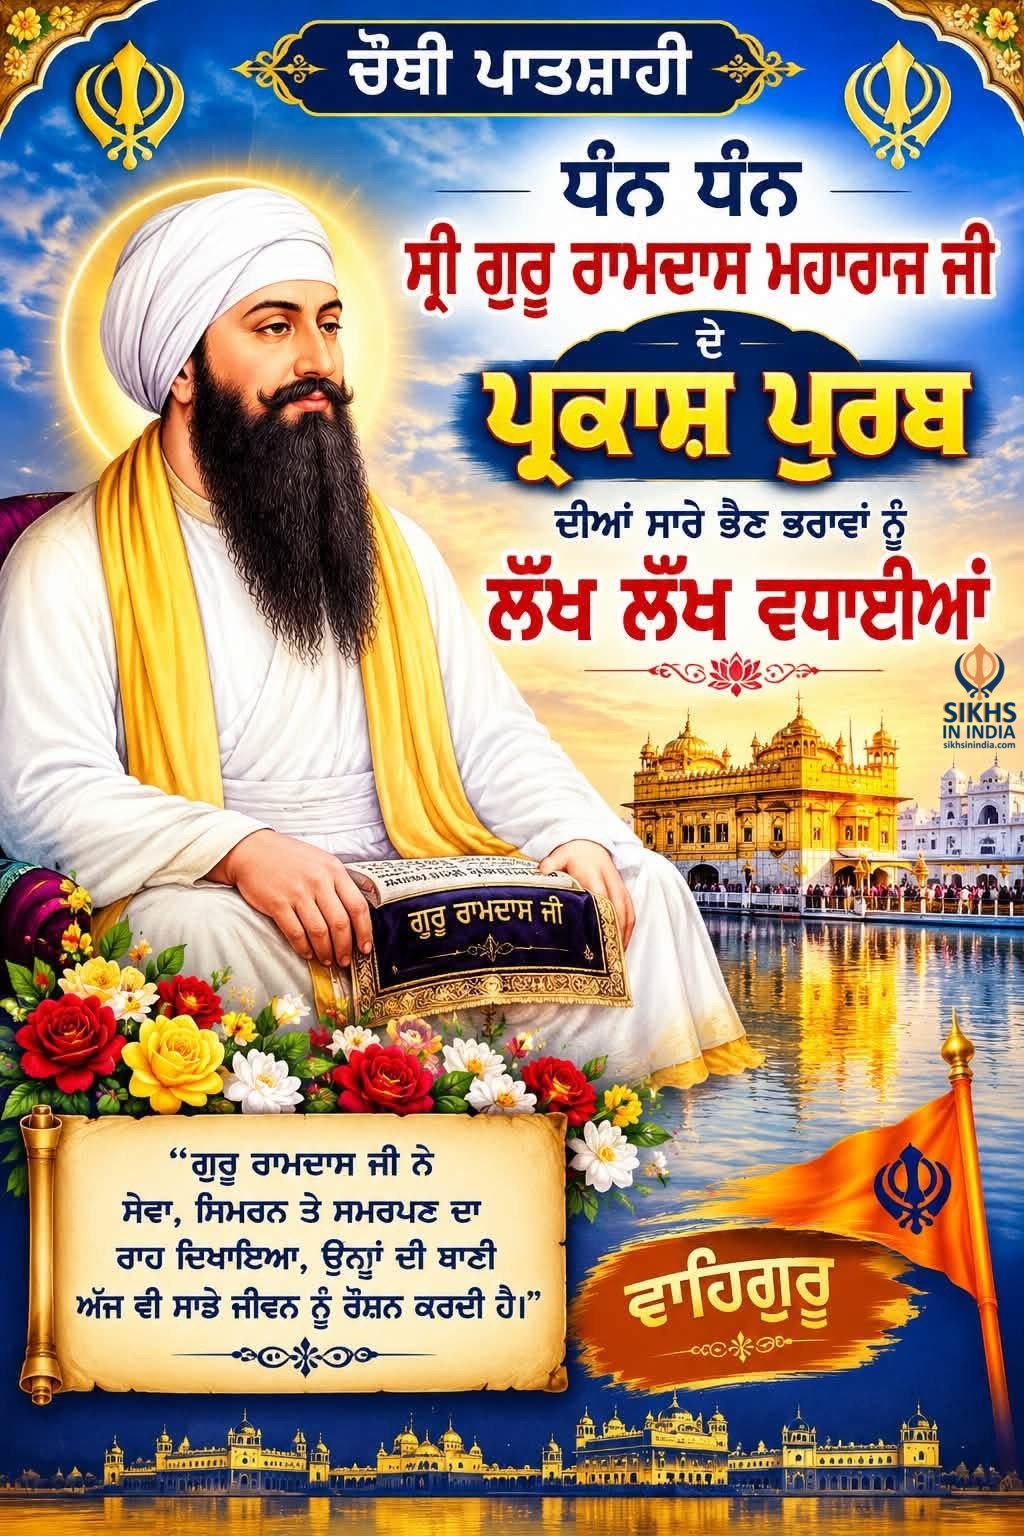 ਚੌਥੀ ਪਾਤਸ਼ਾਹੀ
ਧੰਨ ਧੰਨ
ਸ੍ਰੀ ਗੁਰੂ ਰਾਮਦਾਸ ਮਹਾਰਾਜ ਜੀ
ਦੇ
ਪ੍ਰਕਾਸ਼ ਪੁਰਬ
ਦੀਆਂ ਸਾਰੇ ਭੈਣ ਭਰਾਵਾਂ ਨੂੰ
ਲੱਖ ਲੱਖ ਵਧਾਈਆਂ
SIKHS
IN INDIA
sikhsinindia.com
ਗੁਰੂ ਰਾਮਦਾਸ ਜੀ
“ਗੁਰੂ ਰਾਮਦਾਸ ਜੀ ਨੇ
ਸੇਵਾ, ਸਿਮਰਨ ਤੇ ਸਮਰਪਣ ਦਾ
ਰਾਹ ਦਿਖਾਇਆ, ਉਨ੍ਹਾਂ ਦੀ ਬਾਣੀ
ਅੱਜ ਵੀ ਸਾਡੇ ਜੀਵਨ ਨੂੰ ਰੌਸ਼ਨ ਕਰਦੀ ਹੈ।”
ਵਾਹਿਗੁਰੂ